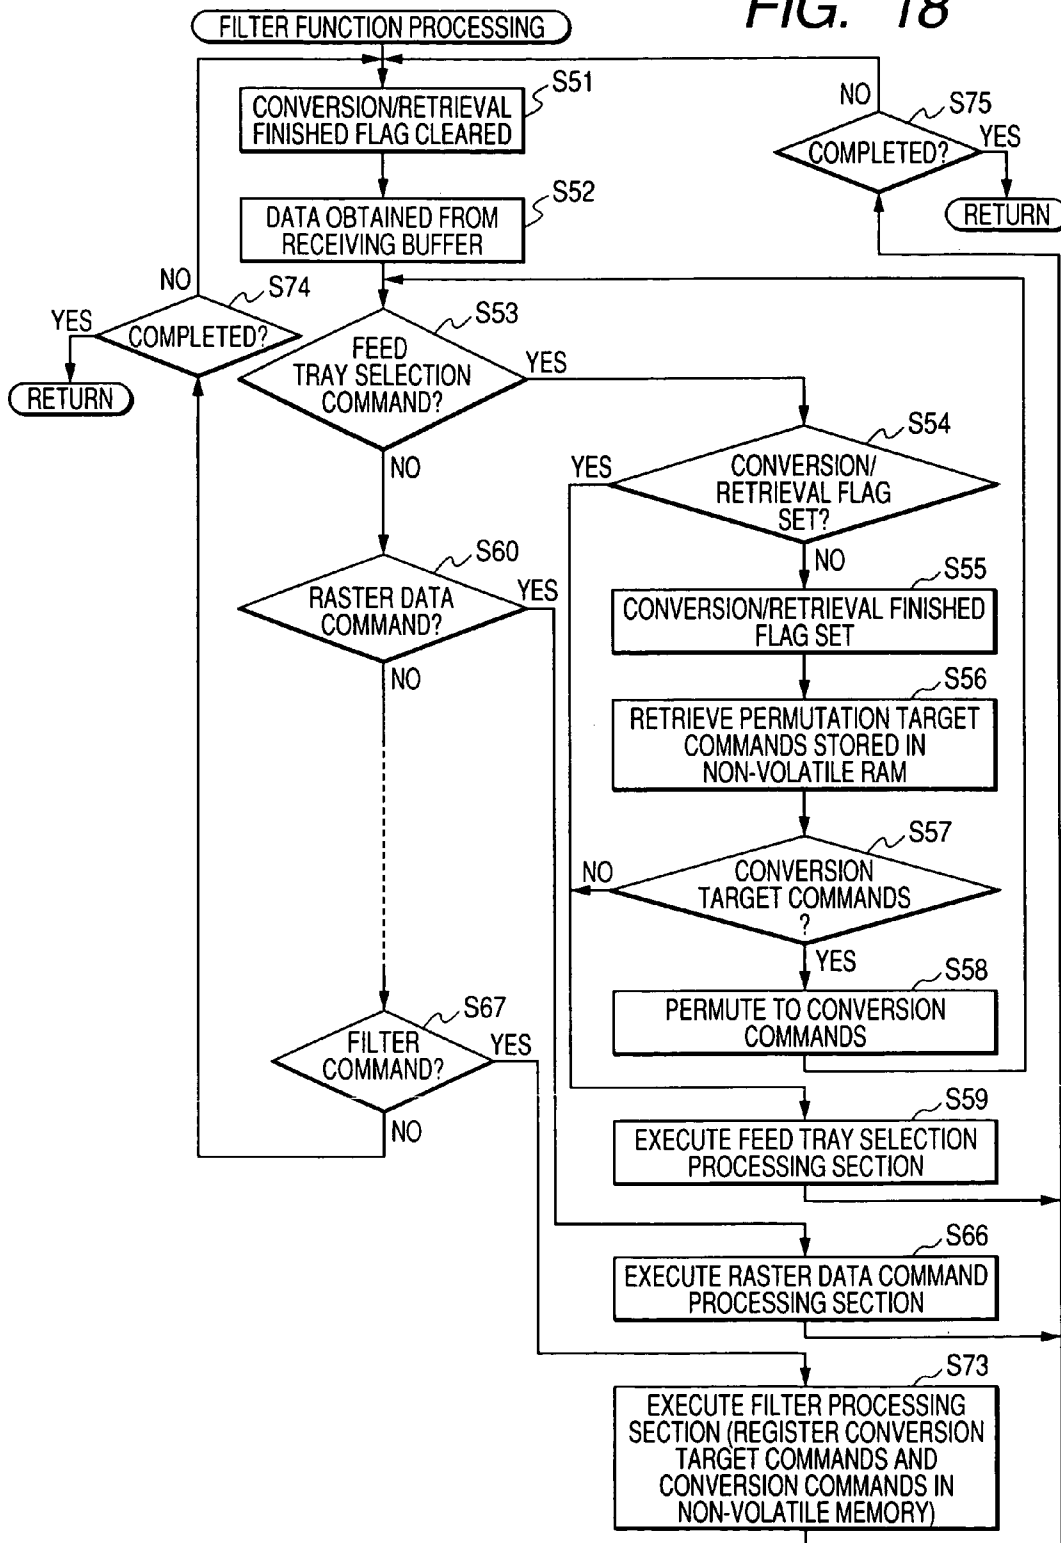 FIG. 18
FILTER FUNCTION PROCESSING
S51
CONVERSION/RETRIEVAL
FINISHED FLAG CLEARED
NO
S75
COMPLETED?
YES
RETURN
S52
DATA OBTAINED FROM
RECEIVING BUFFER
NO
S74
YES
COMPLETED?
RETURN
S53
FEED
TRAY SELECTION
COMMAND?
YES
NO
S54
YES
CONVERSION/
RETRIEVAL FLAG
SET?
NO
S60
RASTER DATA
COMMAND?
YES
NO
S55
CONVERSION/RETRIEVAL FINISHED
FLAG SET
S56
RETRIEVE PERMUTATION TARGET
COMMANDS STORED IN
NON-VOLATILE RAM
S57
NO
CONVERSION
TARGET COMMANDS
?
YES
S58
PERMUTE TO CONVERSION
COMMANDS
S67
FILTER
COMMAND?
YES
NO
S59
EXECUTE FEED TRAY SELECTION
PROCESSING SECTION
S66
EXECUTE RASTER DATA COMMAND
PROCESSING SECTION
S73
EXECUTE FILTER PROCESSING
SECTION (REGISTER CONVERSION
TARGET COMMANDS AND
CONVERSION COMMANDS IN
NON-VOLATILE MEMORY)